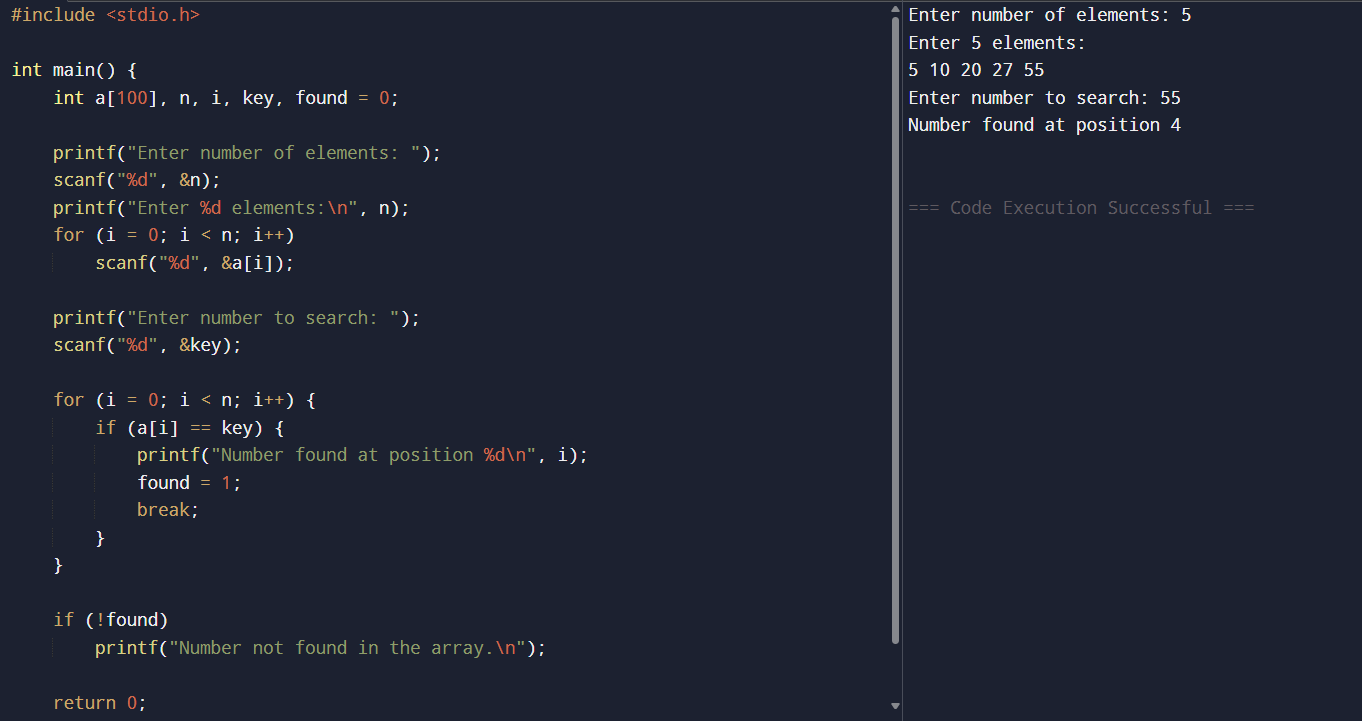 #include <stdio.h>
int main() {
    int a[100], n, i, key, found = 0;
    printf("Enter number of elements: ");
    scanf("%d", &n);
    printf("Enter %d elements:\n", n);
    for (i = 0; i < n; i++)
        scanf("%d", &a[i]);
    printf("Enter number to search: ");
    scanf("%d", &key);
    for (i = 0; i < n; i++) {
        if (a[i] == key) {
            printf("Number found at position %d\n", i);
            found = 1;
            break;
        }
    }
    if (!found)
        printf("Number not found in the array.\n");
    return 0;
Enter number of elements: 5
Enter 5 elements:
5 10 20 27 55
Enter number to search: 55
Number found at position 4
=== Code Execution Successful ===